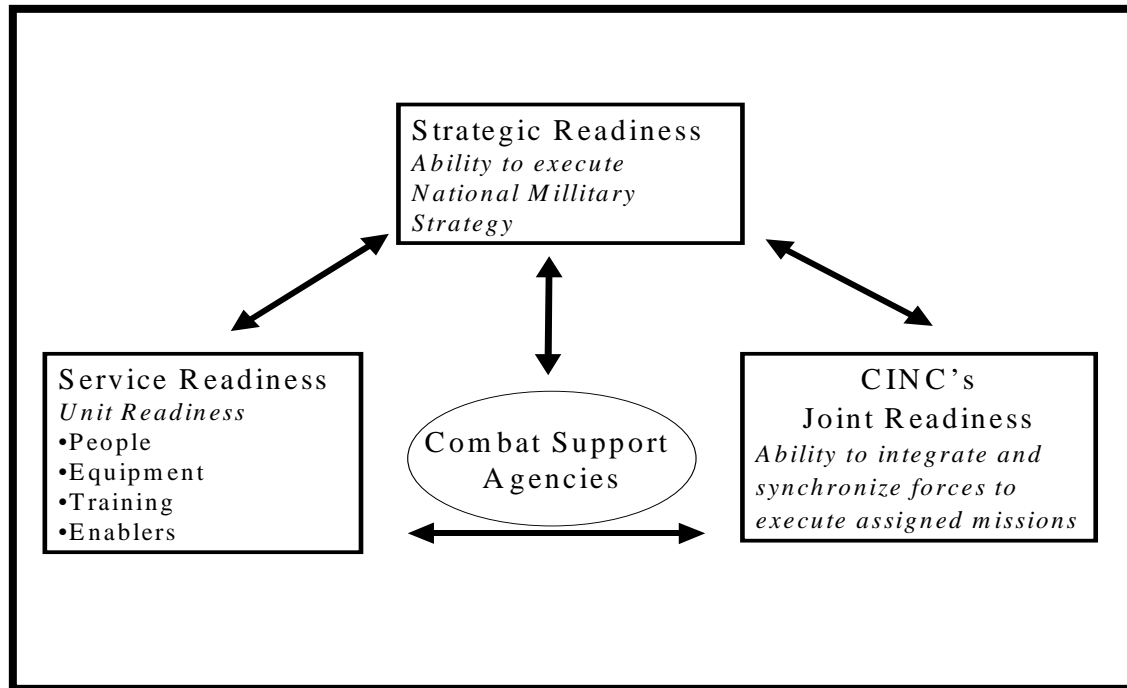 Strategic Readiness
Ability to execute
National Millitary
Strategy
Service Readiness
Unit Readiness
•People
•Equipment
•Training
•Enablers
Combat Support
Agencies
CINC’s
Joint Readiness
Ability to integrate and
synchronize forces to
execute assigned missions